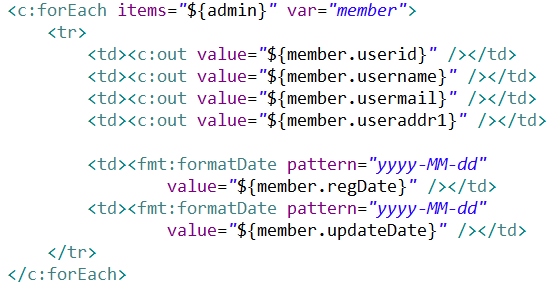 <c:forEach items="${admin}" var="member">
    <tr>
        <td><c:out value="${member.userid}" /></td>
        <td><c:out value="${member.username}" /></td>
        <td><c:out value="${member.usermail}" /></td>
        <td><c:out value="${member.useraddr1}" /></td>

        <td><fmt:formatDate pattern="yyyy-MM-dd"
                value="${member.regDate}" /></td>
        <td><fmt:formatDate pattern="yyyy-MM-dd"
                value="${member.updateDate}" /></td>
    </tr>
</c:forEach>